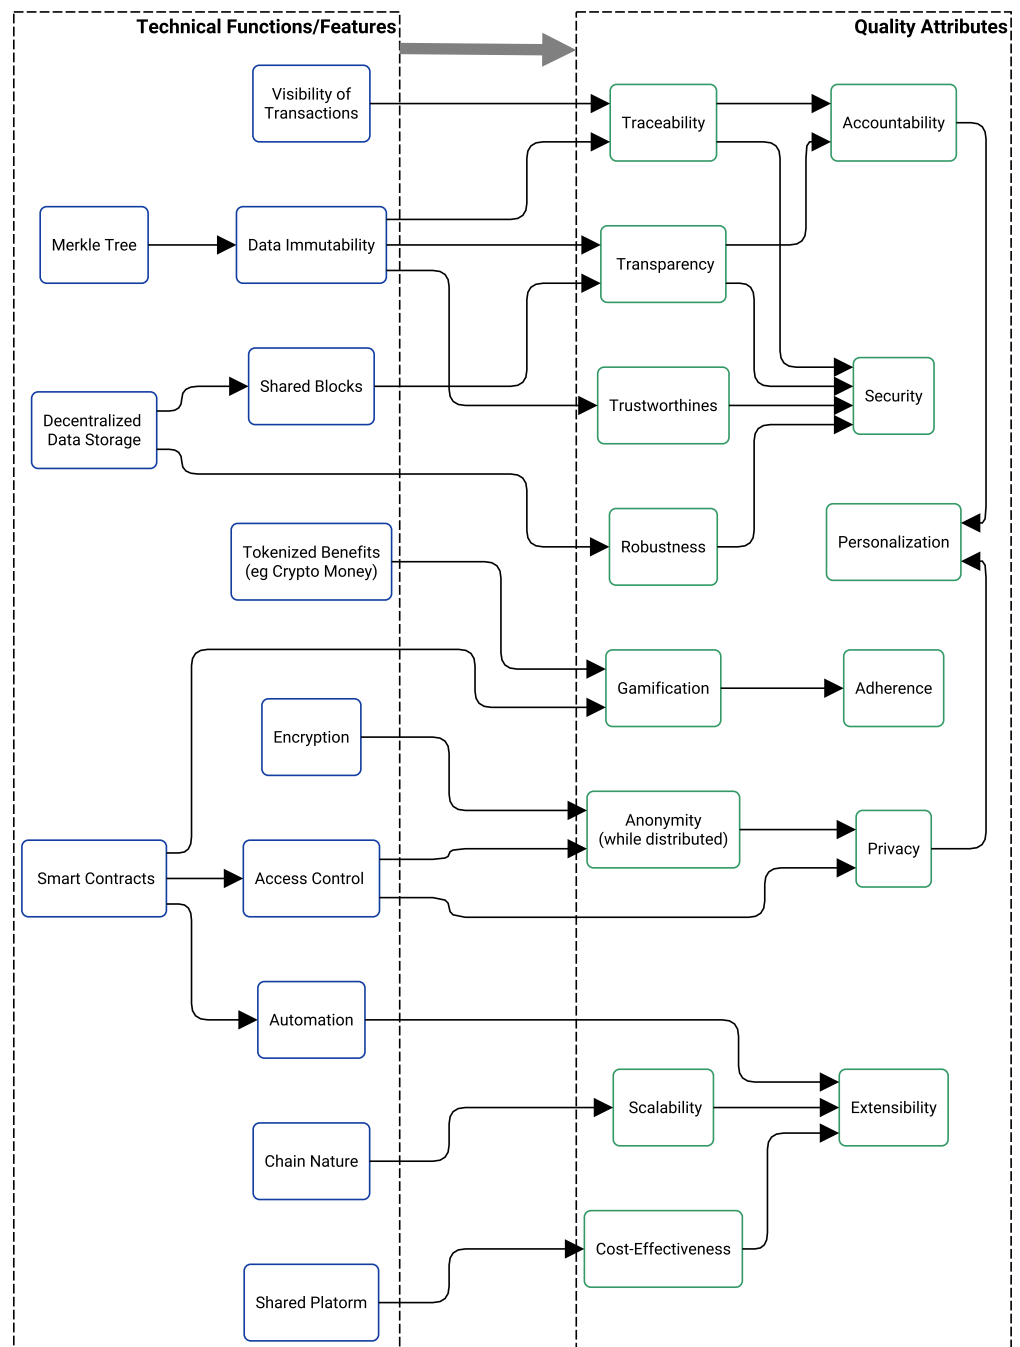 Technical Functions/Features
Quality Attributes
Visibility of
Transactions
Traceability
Accountability
Merkle Tree
Data Immutability
Transparency
Shared Blocks
Decentralized
Data Storage
Trustworthines
Security
Tokenized Benefits
(eg Crypto Money)
Robustness
Personalization
Gamification
Adherence
Encryption
Anonymity
(while distributed)
Privacy
Smart Contracts
Access Control
Automation
Scalability
Extensibility
Chain Nature
Cost-Effectiveness
Shared Platorm